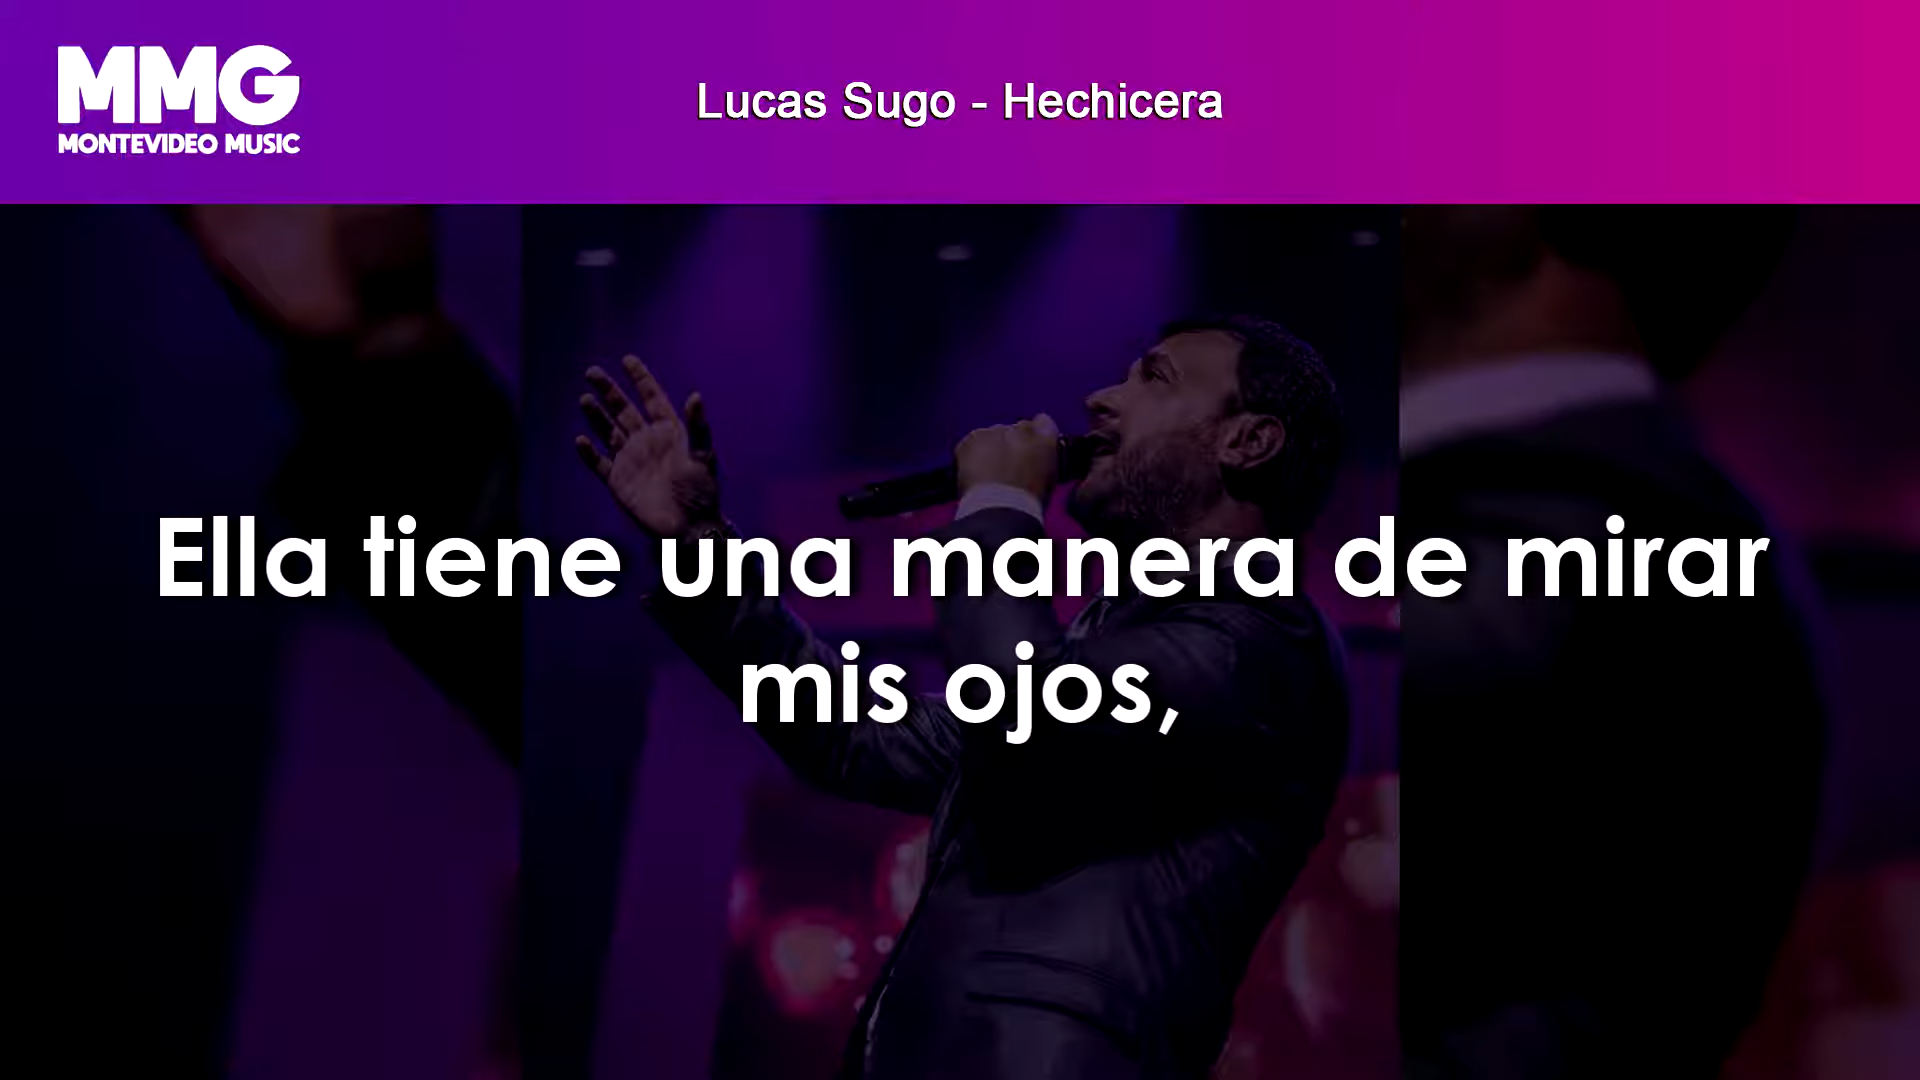 MMG
MONTEVIDEO MUSIC
Lucas Sugo - Hechicera
Ella tiene una manera de mirar
mis ojos,